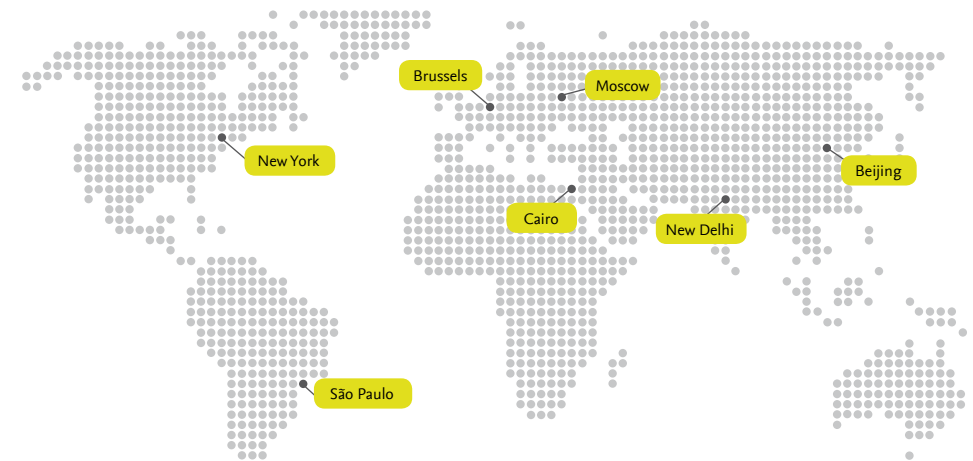 Brussels
Moscow
New York
Beijing
Cairo
New Delhi
São Paulo